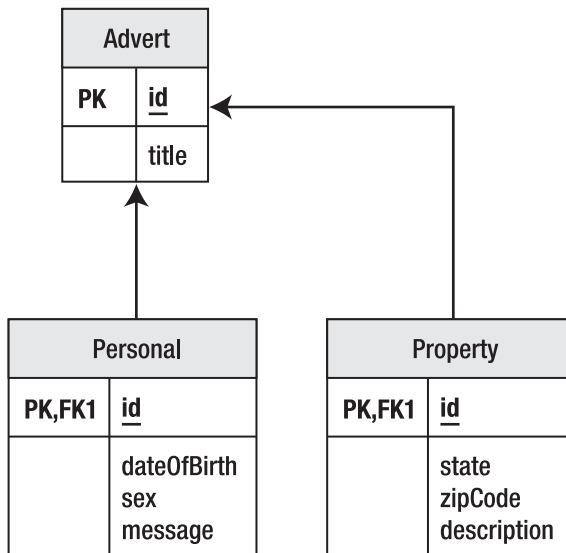 Advert
PK id
title
Personal
PK,FK1 id
dateOfBirth
sex
message
Property
PK,FK1 id
state
zipCode
description